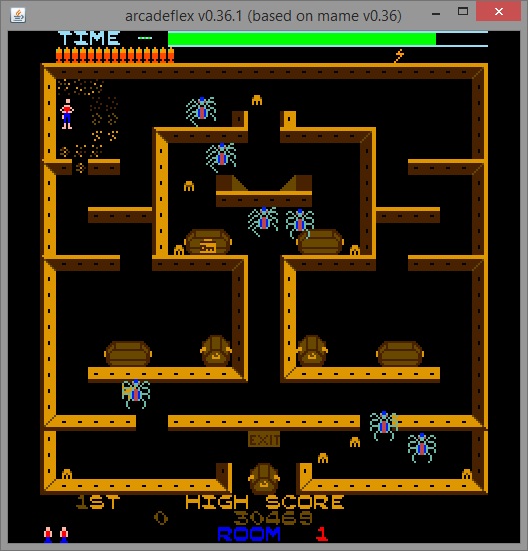 arcadeflex v0.36.1 (based on mame v0.36)
TIME
EXIT
1ST HIGH SCORE
0 30469
ROOM 1